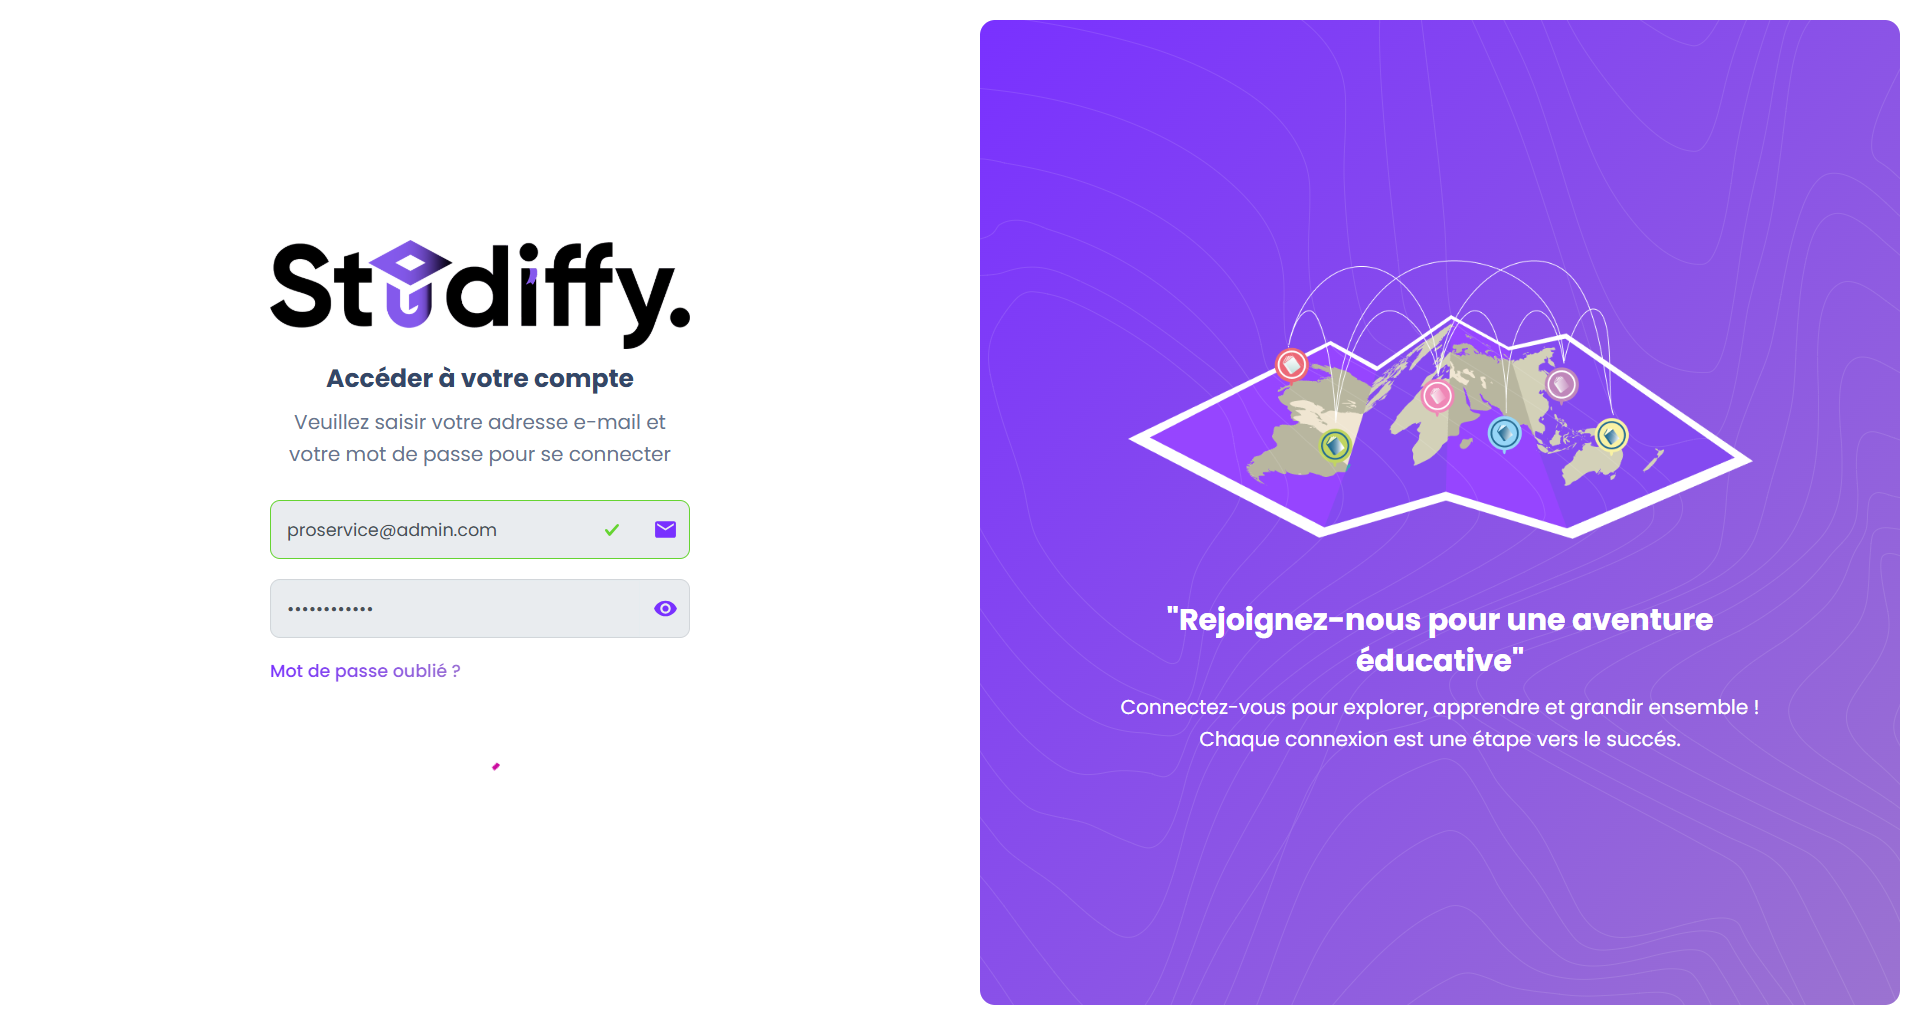 Studiffy.
Accéder à votre compte
Veuillez saisir votre adresse e-mail et
votre mot de passe pour se connecter
proservice@admin.com
••••••••••••
Mot de passe oublié ?
"Rejoignez-nous pour une aventure
éducative"
Connectez-vous pour explorer, apprendre et grandir ensemble !
Chaque connexion est une étape vers le succés.